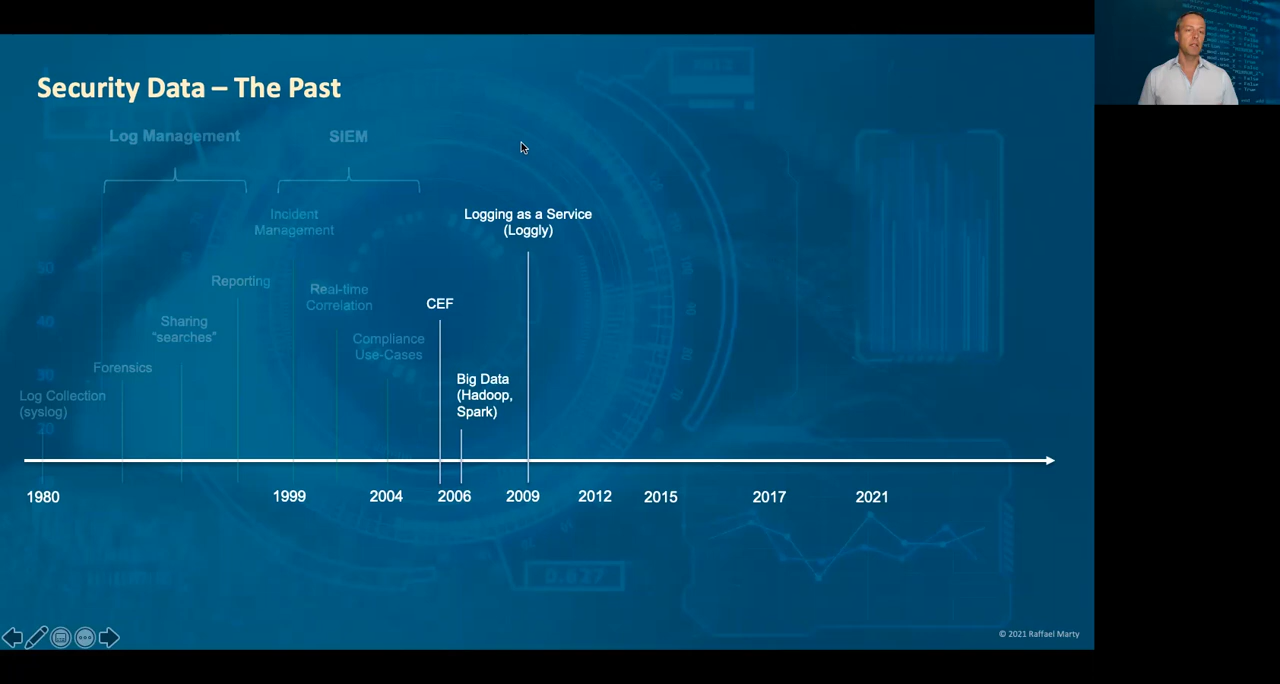 Security Data – The Past
Log Management
SIEM
Incident
Management
Logging as a Service
(Loggly)
Reporting
Real-time
Correlation
CEF
Sharing
“searches”
Compliance
Use-Cases
Forensics
Big Data
(Hadoop,
Spark)
Log Collection
(syslog)
1980
1999
2004
2006
2009
2012
2015
2017
2021
© 2021 Raffael Marty